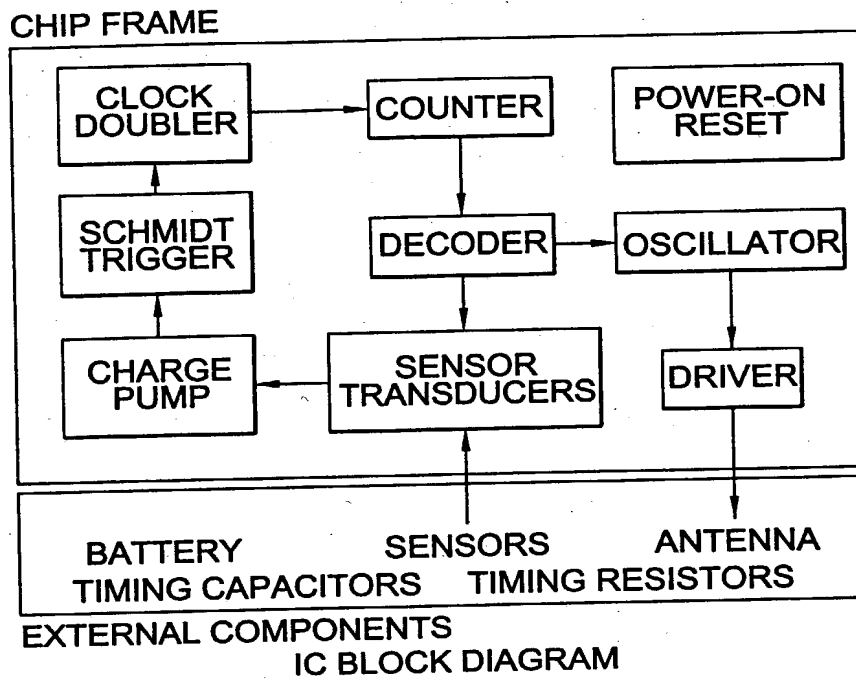 CHIP FRAME
CLOCK
DOUBLER
COUNTER
POWER-ON
RESET
SCHMIDT
TRIGGER
DECODER
OSCILLATOR
CHARGE
PUMP
SENSOR
TRANSDUCERS
DRIVER
BATTERY SENSORS ANTENNA
TIMING CAPACITORS TIMING RESISTORS
EXTERNAL COMPONENTS
IC BLOCK DIAGRAM